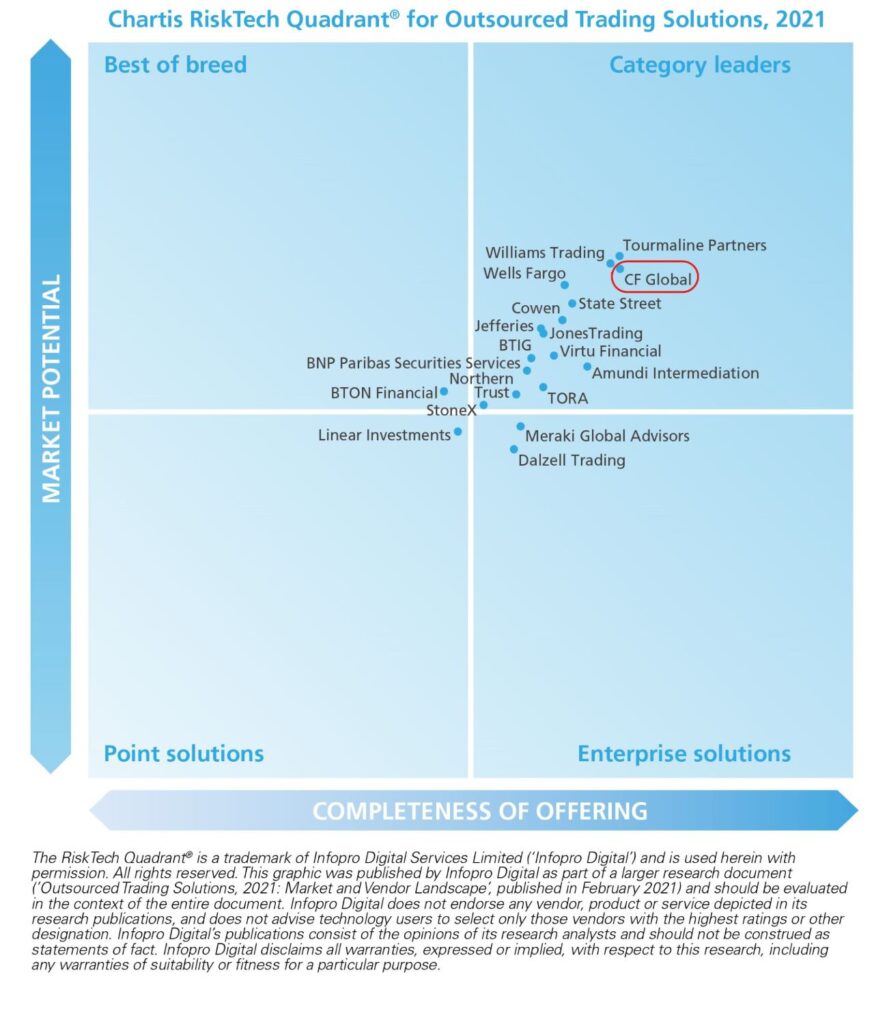 Chartis RiskTech Quadrant® for Outsourced Trading Solutions, 2021
Best of breed
Category leaders
MARKET POTENTIAL
Tourmaline Partners
Williams Trading
CF Global
Wells Fargo
State Street
Cowen
Jefferies
JonesTrading
BTIG
Virtu Financial
BNP Paribas Securities Services
Amundi Intermediation
Northern
Trust
BTON Financial
TORA
StoneX
Linear Investments
Meraki Global Advisors
Dalzell Trading
Point solutions
Enterprise solutions
COMPLETENESS OF OFFERING
The RiskTech Quadrant® is a trademark of Infopro Digital Services Limited (‘Infopro Digital’) and is used herein with
permission. All rights reserved. This graphic was published by Infopro Digital as part of a larger research document
(‘Outsourced Trading Solutions, 2021: Market and Vendor Landscape’, published in February 2021) and should be evaluated
in the context of the entire document. Infopro Digital does not endorse any vendor, product or service depicted in its
research publications, and does not advise technology users to select only those vendors with the highest ratings or other
designation. Infopro Digital’s publications consist of the opinions of its research analysts and should not be construed as
statements of fact. Infopro Digital disclaims all warranties, expressed or implied, with respect to this research, including
any warranties of suitability or fitness for a particular purpose.